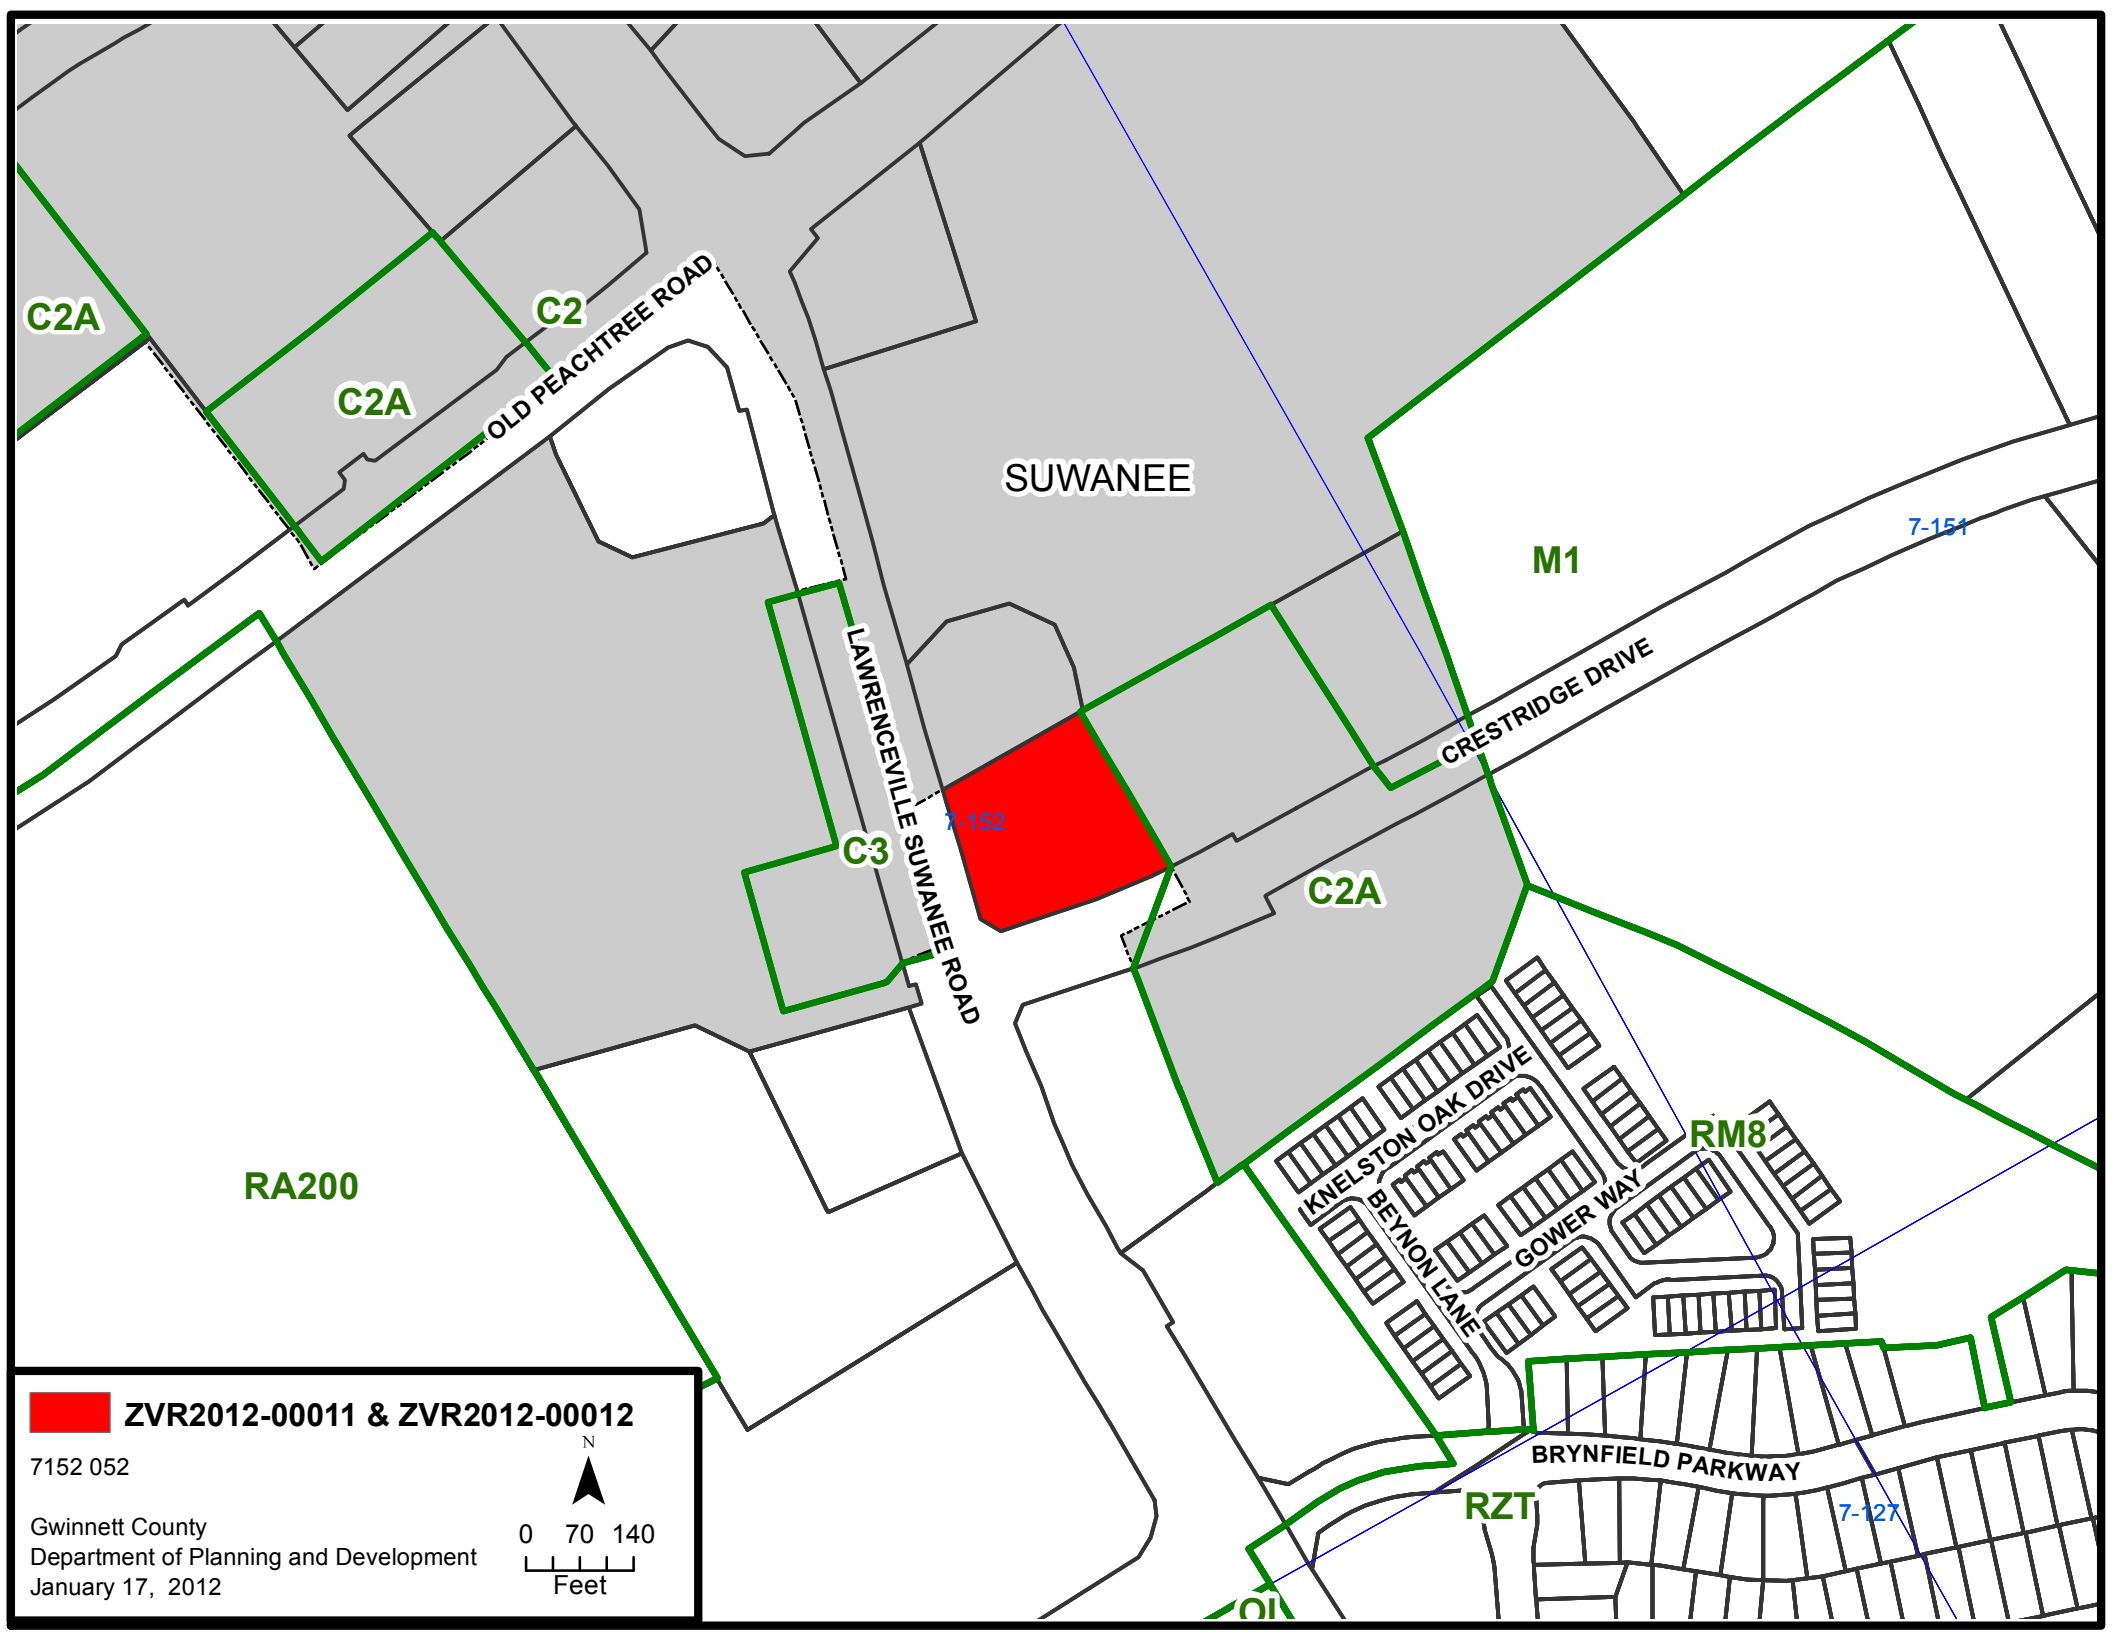 C2A
C2
C2A
OLD PEACHTREE ROAD
SUWANEE
7-151
M1
LAWRENCEVILLE SUWANEE ROAD
CRESTRIDGE DRIVE
7-152
C3
C2A
RA200
KNELSTON OAK DRIVE
RM8
BEYNON LANE
GOWER WAY
BRYNFIELD PARKWAY
RZT
7-127
OI
ZVR2012-00011 & ZVR2012-00012
7152 052
N
Gwinnett County
Department of Planning and Development
January 17, 2012
0 70 140
Feet